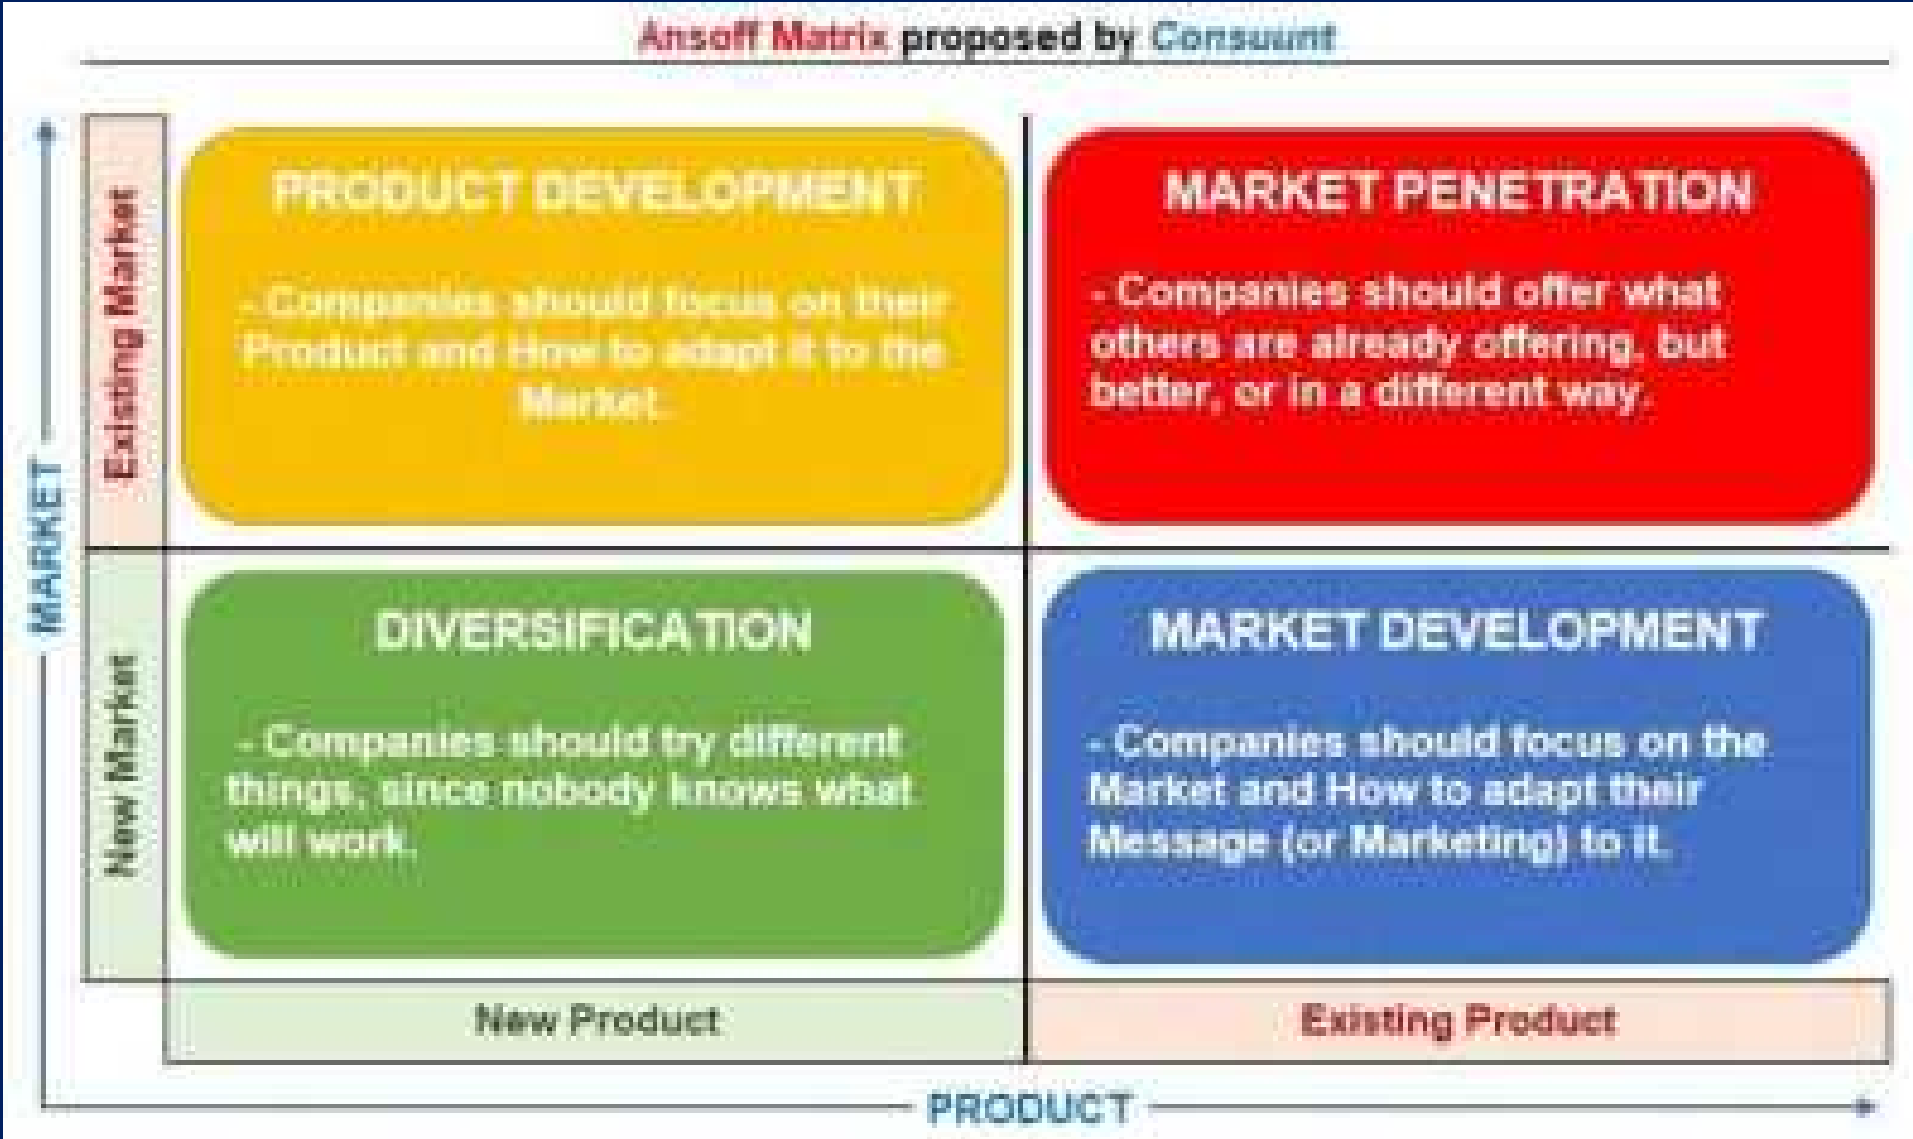 Ansoff Matrix proposed by Consuunt
MARKET
Existing Market
PRODUCT DEVELOPMENT
- Companies should focus on their
Product and How to adapt it to the
Market.
MARKET PENETRATION
- Companies should offer what
others are already offering, but
better, or in a different way.
New Market
DIVERSIFICATION
- Companies should try different
things, since nobody knows what
will work.
MARKET DEVELOPMENT
- Companies should focus on the
Market and How to adapt their
Message (or Marketing) to it.
New Product
Existing Product
PRODUCT